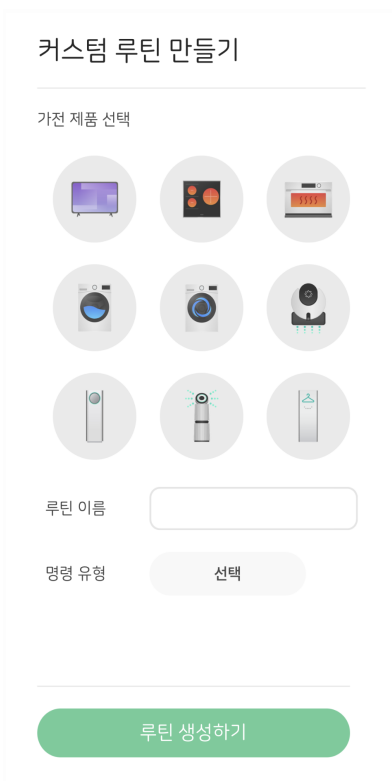 커스텀 루틴 만들기
가전 제품 선택
루틴 이름
명령 유형
선택
루틴 생성하기